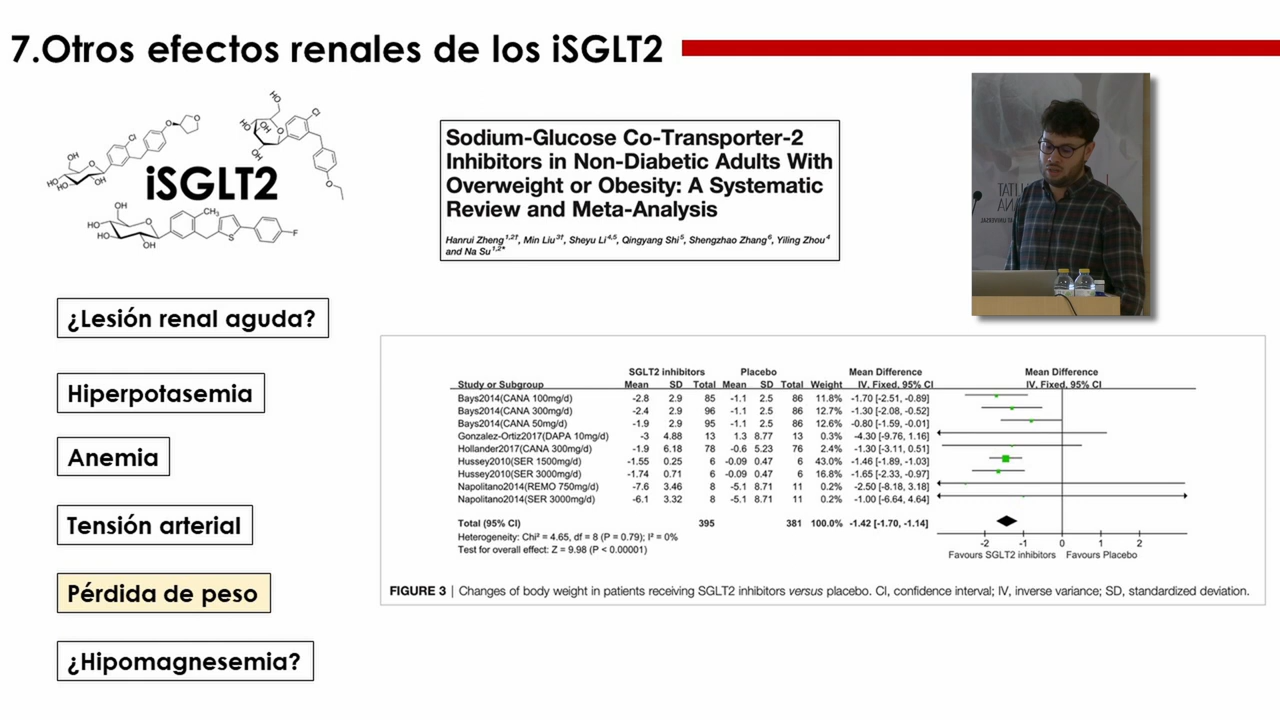 7.Otros efectos renales de los iSGLT2
iSGLT2
Sodium-Glucose Co-Transporter-2
Inhibitors in Non-Diabetic Adults With
Overweight or Obesity: A Systematic
Review and Meta-Analysis
Hanrui Zheng 1,2†, Min Liu 3†, Sheyu Li 4,5, Qingyang Shi 5, Shengzhao Zhang 6, Yiling Zhou 4
and Na Su 1,2*
¿Lesión renal aguda?
Hiperpotasemia
Anemia
Tensión arterial
Pérdida de peso
¿Hipomagnesemia?
SGLT2 inhibitors Placebo Mean Difference Mean Difference
Study or Subgroup Mean SD Total Mean SD Total Weight IV, Fixed, 95% CI IV, Fixed, 95% CI
Bays2014(CANA 100mg/d) -2.8 2.9 85 -1.1 2.5 86 11.8% -1.70 [-2.51, -0.89]
Bays2014(CANA 300mg/d) -2.4 2.9 96 -1.1 2.5 86 12.7% -1.30 [-2.08, -0.52]
Bays2014(CANA 50mg/d) -1.9 2.9 95 -1.1 2.5 86 12.6% -0.80 [-1.59, -0.01]
Gonzalez-Ortiz2017(DAPA 10mg/d) -3 4.88 13 1.3 8.77 13 0.3% -4.30 [-9.76, 1.16]
Hollander2017(CANA 300mg/d) -1.9 6.18 78 -0.6 5.23 76 2.4% -1.30 [-3.11, 0.51]
Hussey2010(SER 1500mg/d) -1.55 0.25 6 -0.09 0.47 6 43.0% -1.46 [-1.89, -1.03]
Hussey2010(SER 3000mg/d) -1.74 0.71 6 -0.09 0.47 6 16.8% -1.65 [-2.33, -0.97]
Napolitano2014(REMO 750mg/d) -7.6 3.46 8 -5.1 8.71 11 0.2% -2.50 [-8.18, 3.18]
Napolitano2014(SER 3000mg/d) -6.1 3.32 8 -5.1 8.71 11 0.2% -1.00 [-6.64, 4.64]
Total (95% CI) 395 381 100.0% -1.42 [-1.70, -1.14]
Heterogeneity: Chi² = 4.65, df = 8 (P = 0.79); I² = 0%
Test for overall effect: Z = 9.98 (P < 0.00001)
-2 -1 0 1 2
Favours SGLT2 inhibitors Favours Placebo
FIGURE 3 | Changes of body weight in patients receiving SGLT2 inhibitors versus placebo. CI, confidence interval; IV, inverse variance; SD, standardized deviation.